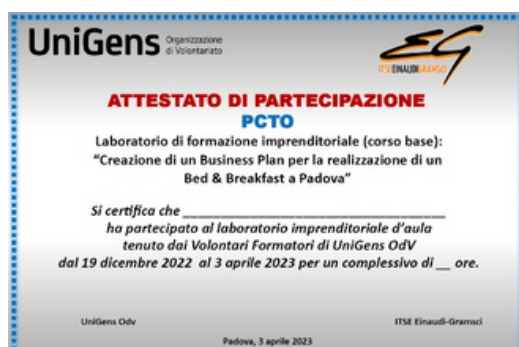 UniGens Organizzazione
di Volontariato
EG
ITSE EINAUDI GRAMSCI
ATTESTATO DI PARTECIPAZIONE
PCTO
Laboratorio di formazione imprenditoriale (corso base):
“Creazione di un Business Plan per la realizzazione di un
Bed & Breakfast a Padova”
Si certifica che ____________________________________
ha partecipato al laboratorio imprenditoriale d'aula
tenuto dai Volontari Formatori di UniGens OdV
dal 19 dicembre 2022 al 3 aprile 2023 per un complessivo di __ ore.
UniGens Odv
ITSE Einaudi-Gramsci
Padova, 3 aprile 2023